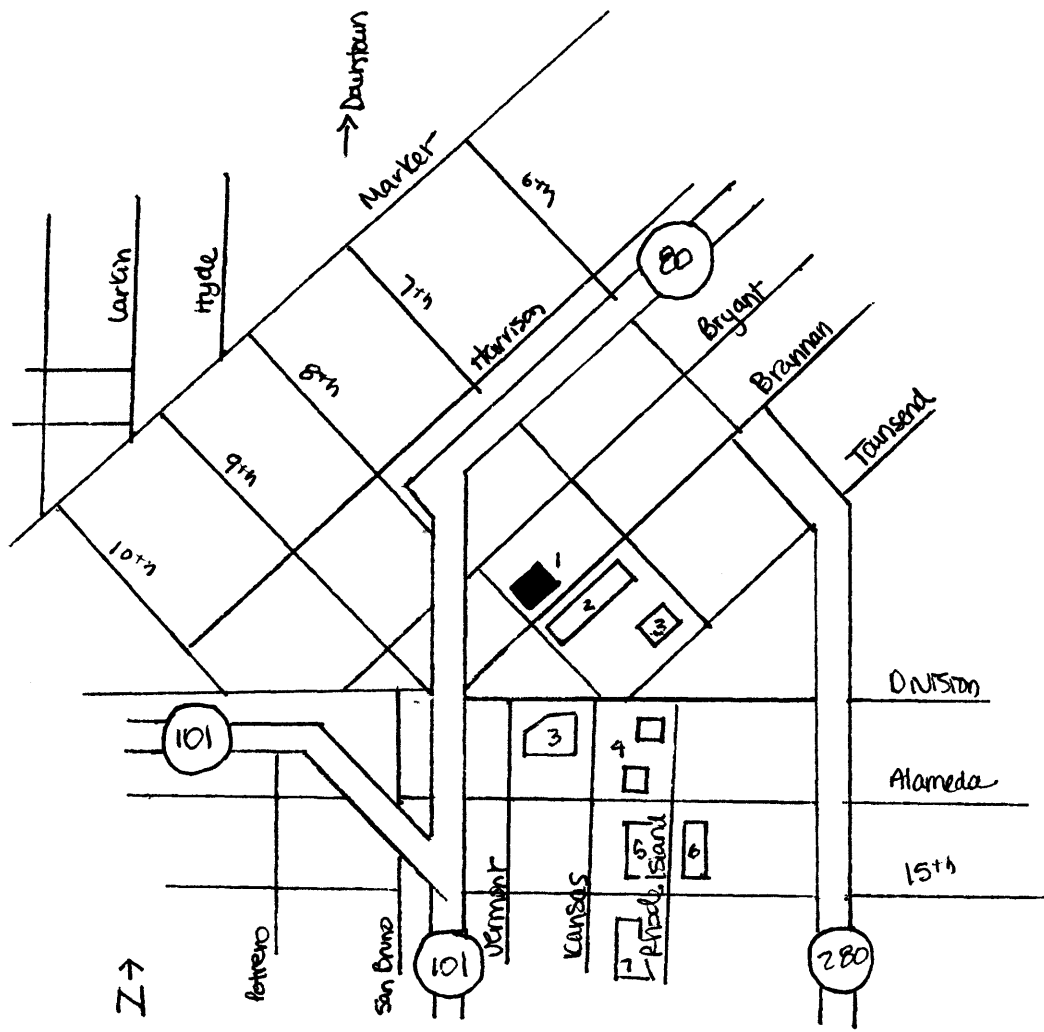 → Downtown
Market
6th
Larkin
Hyde
7th
Harrison
80
8th
Bryant
Brannan
9th
Townsend
10th
1
2
Division
101
3
4
Alameda
5
6
15th
Vermont
Kansas
Rhode Island
Potrero
San Bruno
7
101
280
N →